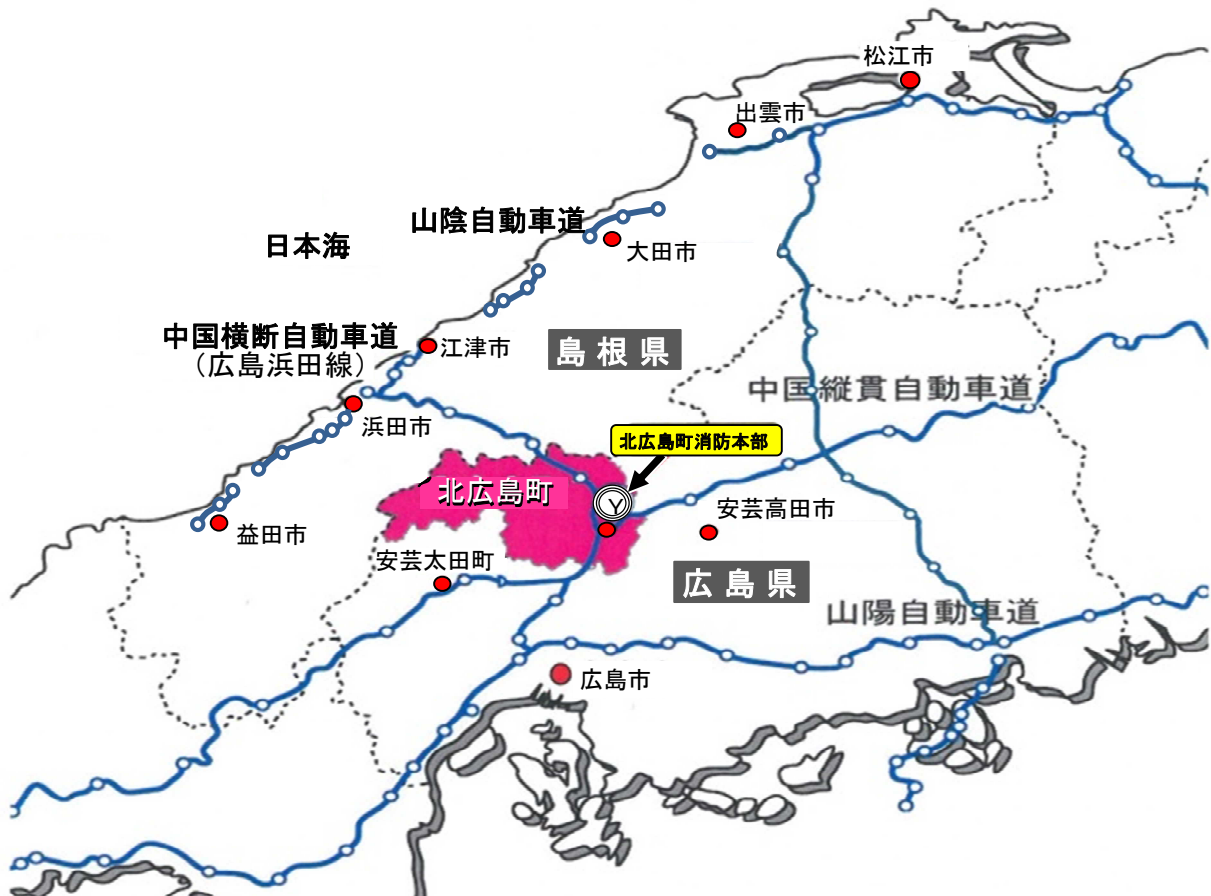 松江市
出雲市
山陰自動車道
日本海
大田市
中国横断自動車道
（広島浜田線）
江津市
島根県
中国縦貫自動車道
浜田市
北広島町消防本部
北広島町
Y
安芸高田市
益田市
安芸太田町
広島県
山陽自動車道
広島市